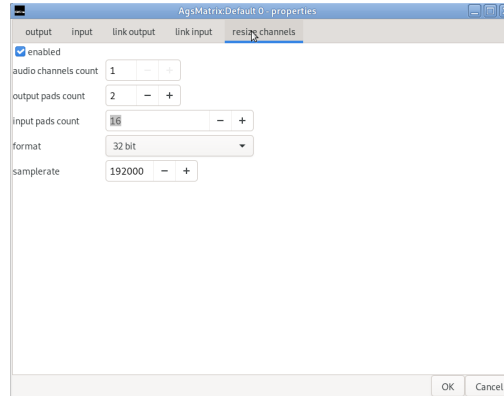 AgsMatrix:Default 0 - properties
output input link output link input resize channels
enabled
audio channels count 1 − +
output pads count 2 − +
input pads count 16 − +
format 32 bit
samplerate 192000 − +
OK Cancel